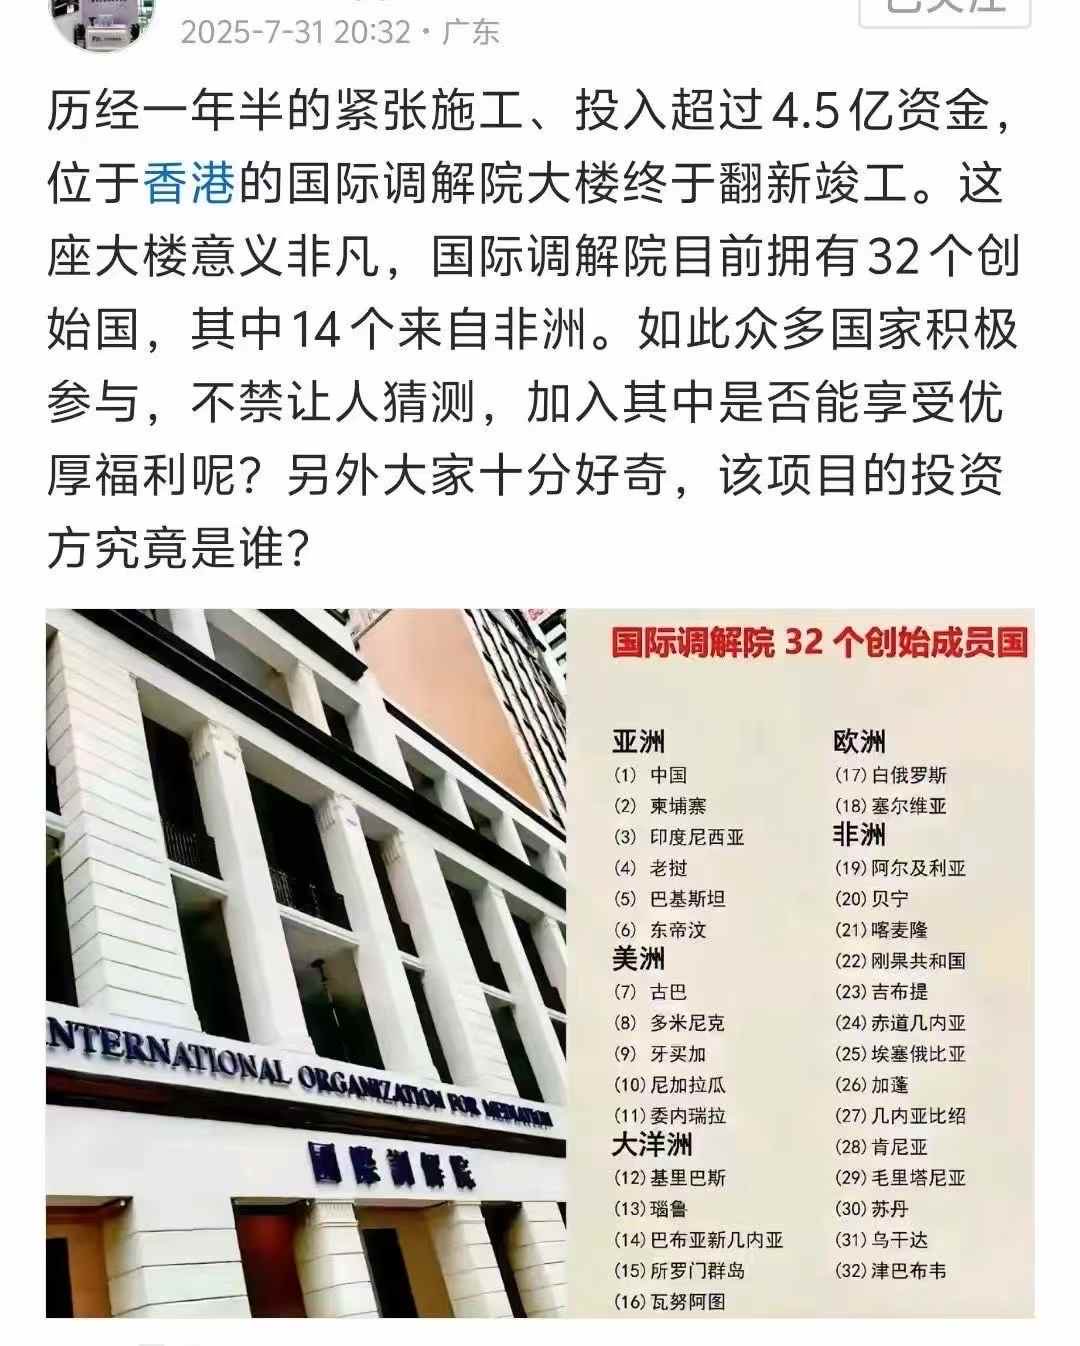 已关注
2025-7-31 20:32・广东
历经一年半的紧张施工、投入超过4.5亿资金，
位于香港的国际调解院大楼终于翻新竣工。这
座大楼意义非凡，国际调解院目前拥有32个创
始国，其中14个来自非洲。如此众多国家积极
参与，不禁让人猜测，加入其中是否能享受优
厚福利呢？另外大家十分好奇，该项目的投资
方究竟是谁？
INTERNATIONAL ORGANIZATION FOR MEDIATION
國際調解院
国际调解院 32 个创始成员国
亚洲
(1) 中国
(2) 柬埔寨
(3) 印度尼西亚
(4) 老挝
(5) 巴基斯坦
(6) 东帝汶
美洲
(7) 古巴
(8) 多米尼克
(9) 牙买加
(10)尼加拉瓜
(11)委内瑞拉
大洋洲
(12)基里巴斯
(13)瑙鲁
(14)巴布亚新几内亚
(15)所罗门群岛
(16)瓦努阿图
欧洲
(17)白俄罗斯
(18)塞尔维亚
非洲
(19)阿尔及利亚
(20)贝宁
(21)喀麦隆
(22)刚果共和国
(23)吉布提
(24)赤道几内亚
(25)埃塞俄比亚
(26)加蓬
(27)几内亚比绍
(28)肯尼亚
(29)毛里塔尼亚
(30)苏丹
(31)乌干达
(32)津巴布韦